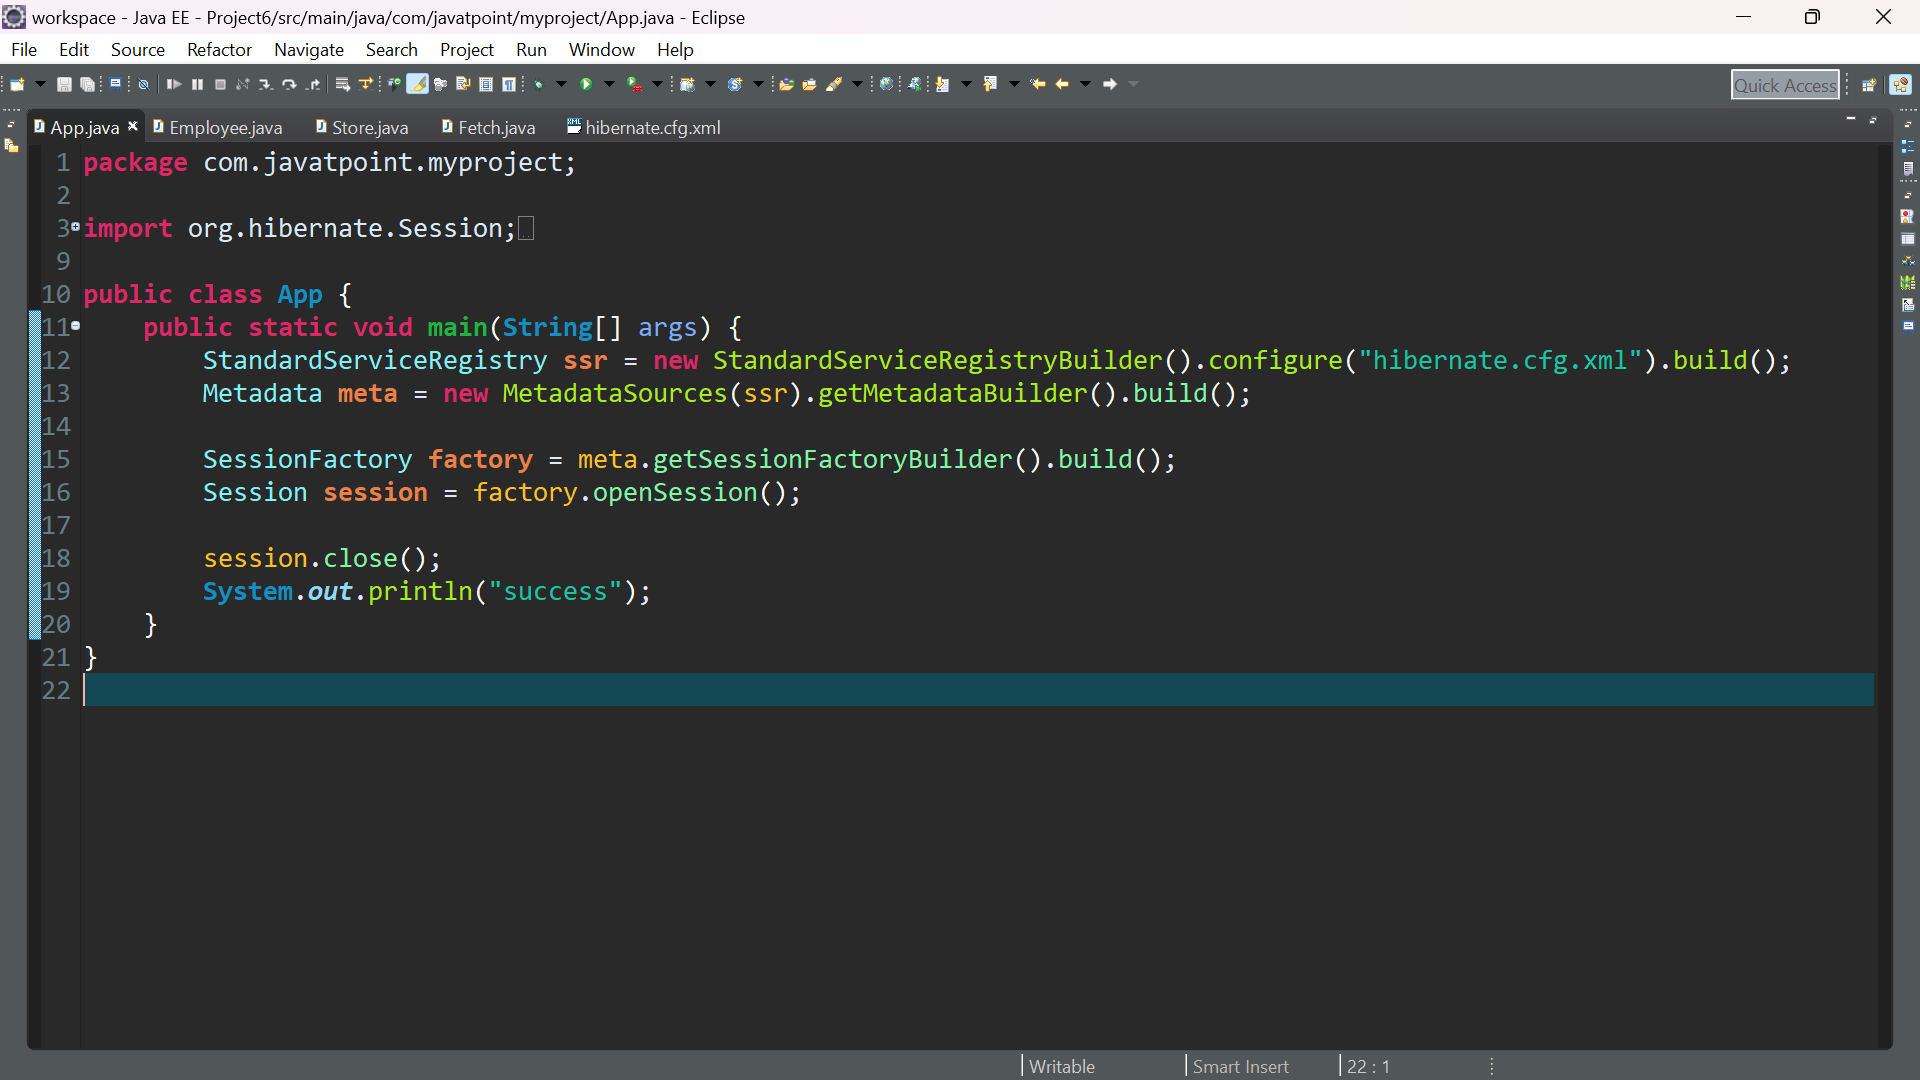 workspace - Java EE - Project6/src/main/java/com/javatpoint/myproject/App.java - Eclipse
File Edit Source Refactor Navigate Search Project Run Window Help
Quick Access
App.java Employee.java Store.java Fetch.java hibernate.cfg.xml
1 package com.javatpoint.myproject;
2
3 import org.hibernate.Session;
9
10 public class App {
11 public static void main(String[] args) {
12 StandardServiceRegistry ssr = new StandardServiceRegistryBuilder().configure("hibernate.cfg.xml").build();
13 Metadata meta = new MetadataSources(ssr).getMetadataBuilder().build();
14
15 SessionFactory factory = meta.getSessionFactoryBuilder().build();
16 Session session = factory.openSession();
17
18 session.close();
19 System.out.println("success");
20 }
21 }
22
Writable Smart Insert 22 : 1